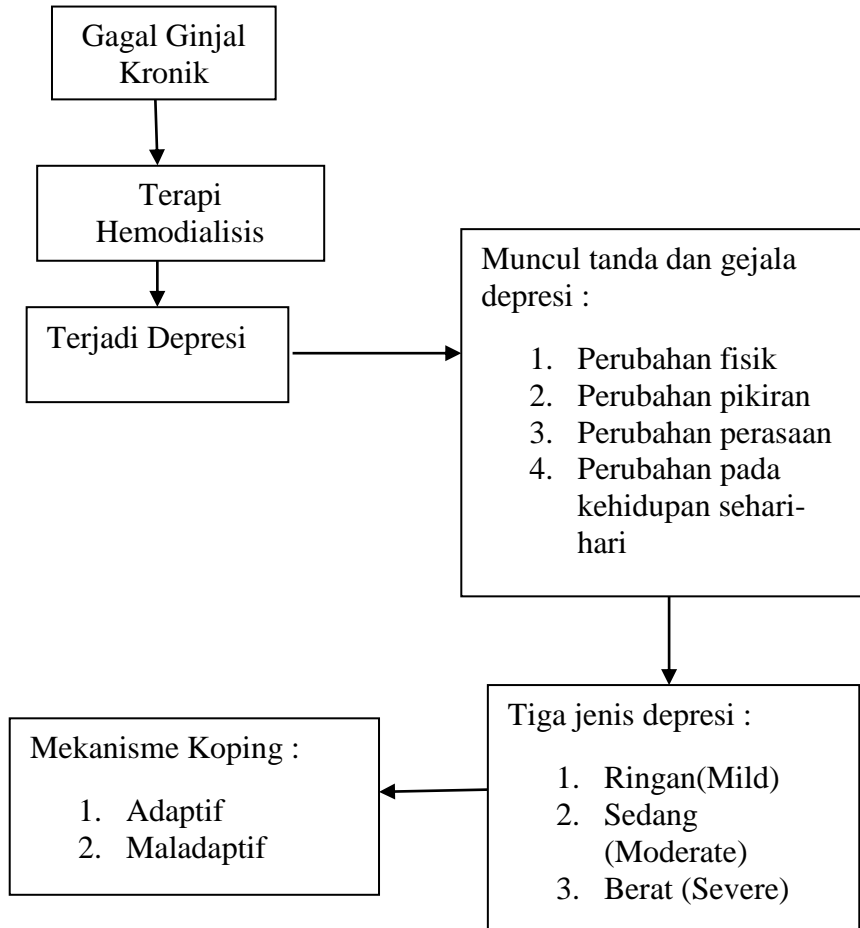 Gagal Ginjal
Kronik
Terapi
Hemodialisis
Terjadi Depresi
Muncul tanda dan gejala
depresi :
1. Perubahan fisik
2. Perubahan pikiran
3. Perubahan perasaan
4. Perubahan pada
kehidupan sehari-
hari
Tiga jenis depresi :
1. Ringan(Mild)
2. Sedang
(Moderate)
3. Berat (Severe)
Mekanisme Koping :
1. Adaptif
2. Maladaptif